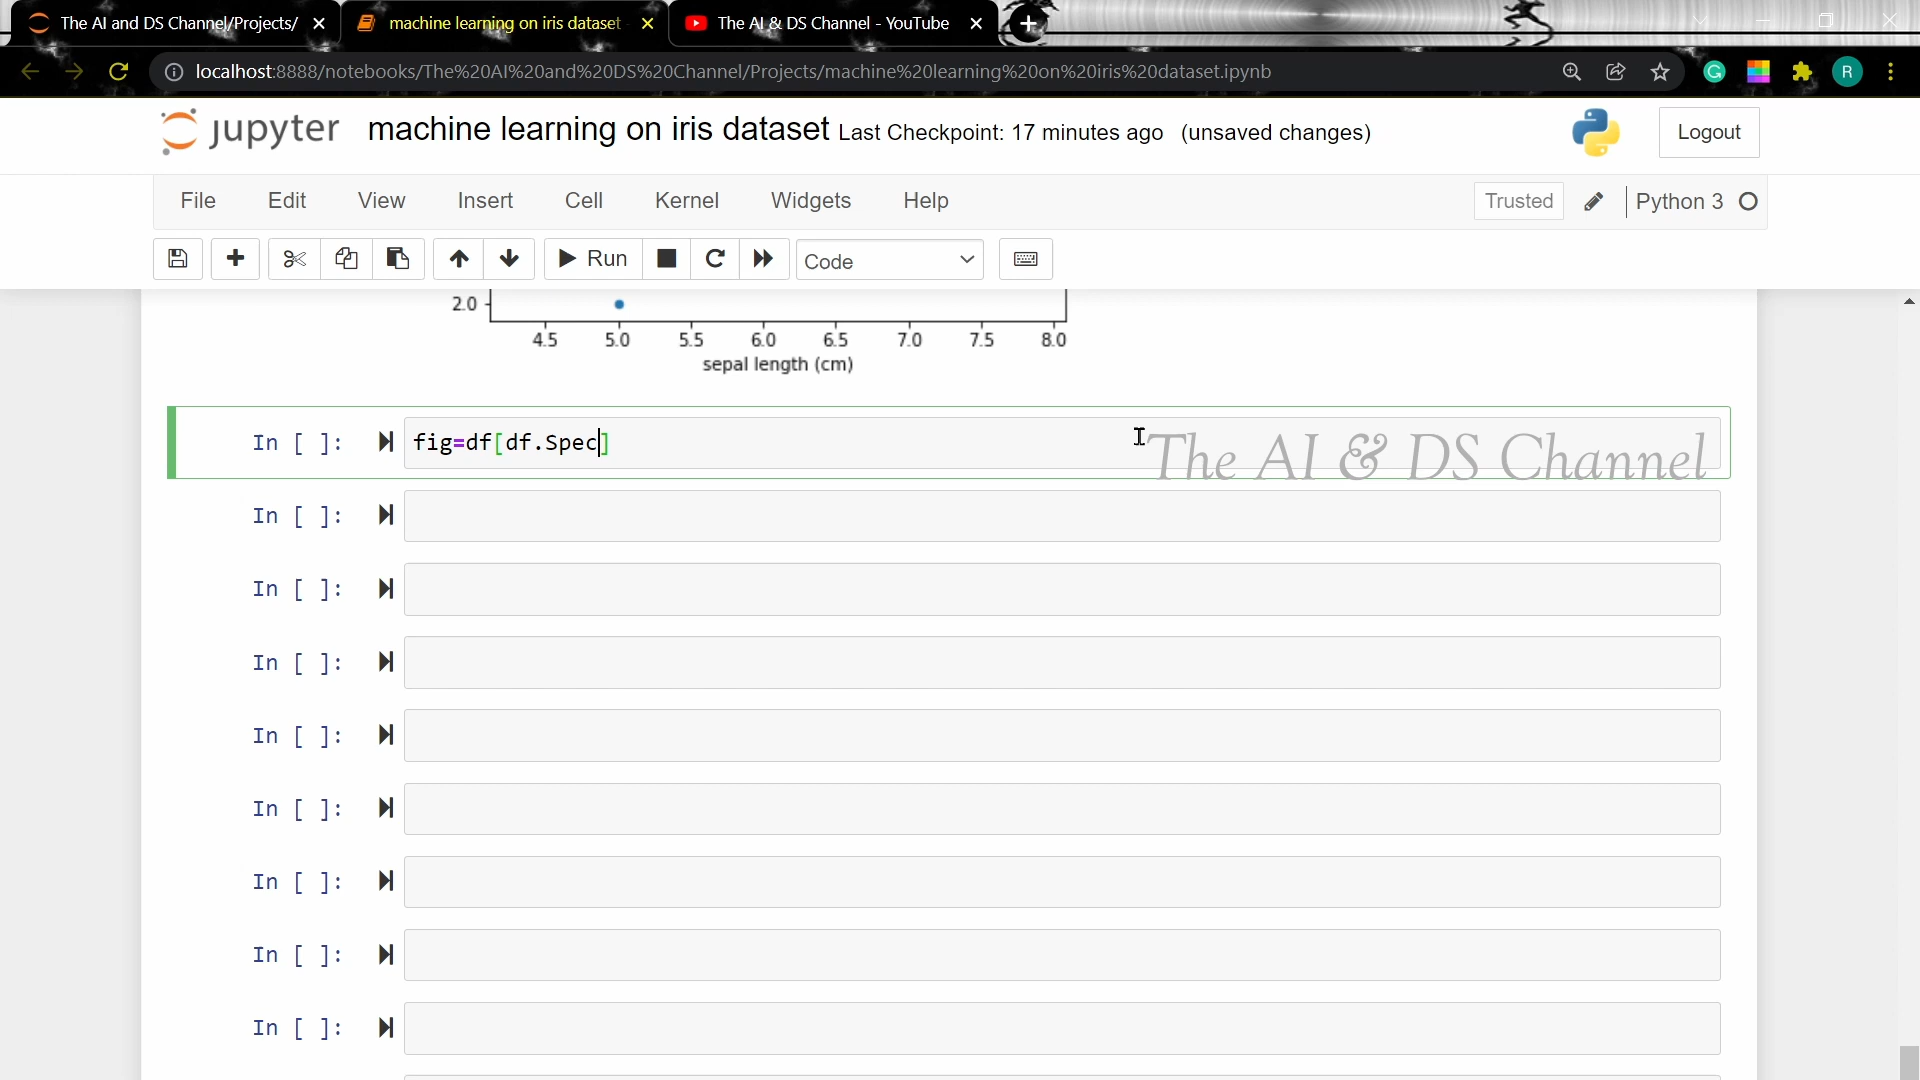 The AI and DS Channel/Projects/
machine learning on iris dataset
The AI & DS Channel - YouTube
localhost:8888/notebooks/The%20AI%20and%20DS%20Channel/Projects/machine%20learning%20on%20iris%20dataset.ipynb
R
jupyter machine learning on iris dataset Last Checkpoint: 17 minutes ago (unsaved changes)
Logout
File Edit View Insert Cell Kernel Widgets Help
Trusted
Python 3
Run
Code
2.0
4.5 5.0 5.5 6.0 6.5 7.0 7.5 8.0
sepal length (cm)
In [ ]: fig=df[df.Spec]
The AI & DS Channel
In [ ]:
In [ ]:
In [ ]:
In [ ]:
In [ ]:
In [ ]:
In [ ]:
In [ ]: